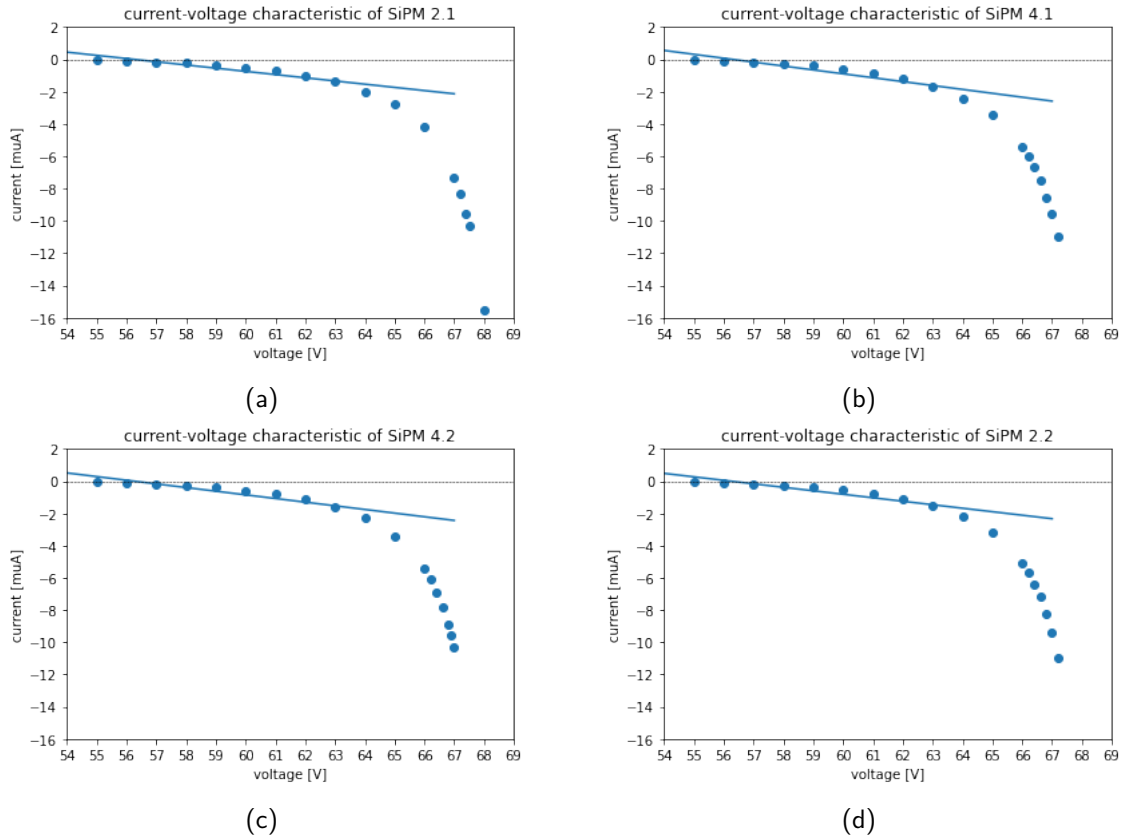 current-voltage characteristic of SiPM 2.1
2
0
−2
−4
−6
−8
−10
−12
−14
−16
current [muA]
54 55 56 57 58 59 60 61 62 63 64 65 66 67 68 69
voltage [V]
(a)
current-voltage characteristic of SiPM 4.1
2
0
−2
−4
−6
−8
−10
−12
−14
−16
current [muA]
54 55 56 57 58 59 60 61 62 63 64 65 66 67 68 69
voltage [V]
(b)
current-voltage characteristic of SiPM 4.2
2
0
−2
−4
−6
−8
−10
−12
−14
−16
current [muA]
54 55 56 57 58 59 60 61 62 63 64 65 66 67 68 69
voltage [V]
(c)
current-voltage characteristic of SiPM 2.2
2
0
−2
−4
−6
−8
−10
−12
−14
−16
current [muA]
54 55 56 57 58 59 60 61 62 63 64 65 66 67 68 69
voltage [V]
(d)